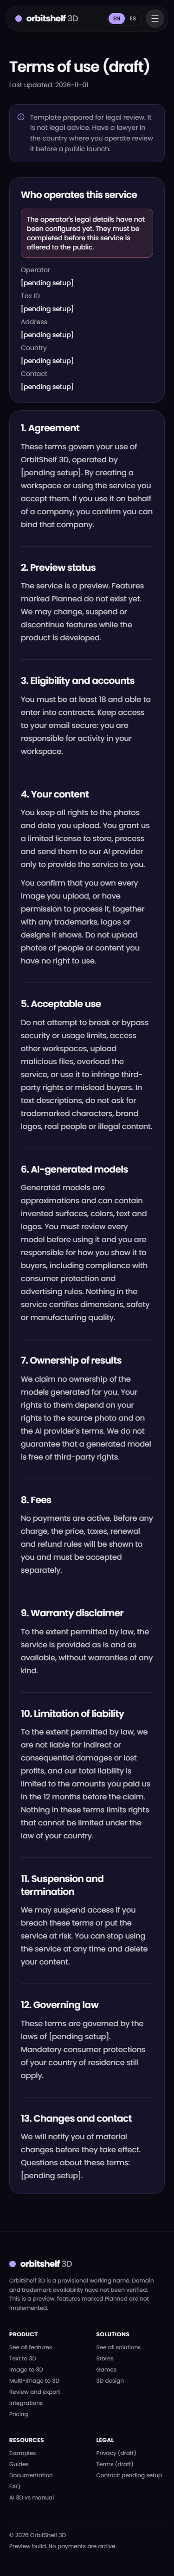 orbitshelf 3D
EN ES
Terms of use (draft)
Last updated: 2026-11-01
Template prepared for legal review. It
is not legal advice. Have a lawyer in
the country where you operate review
it before a public launch.
Who operates this service
The operator's legal details have not
been configured yet. They must be
completed before this service is
offered to the public.
Operator
[pending setup]
Tax ID
[pending setup]
Address
[pending setup]
Country
[pending setup]
Contact
[pending setup]
1. Agreement
These terms govern your use of
OrbitShelf 3D, operated by
[pending setup]. By creating a
workspace or using the service you
accept them. If you use it on behalf
of a company, you confirm you can
bind that company.
2. Preview status
The service is a preview. Features
marked Planned do not exist yet.
We may change, suspend or
discontinue features while the
product is developed.
3. Eligibility and accounts
You must be at least 18 and able to
enter into contracts. Keep access
to your email secure: you are
responsible for activity in your
workspace.
4. Your content
You keep all rights to the photos
and data you upload. You grant us
a limited license to store, process
and send them to our AI provider
only to provide the service to you.
You confirm that you own every
image you upload, or have
permission to process it, together
with any trademarks, logos or
designs it shows. Do not upload
photos of people or content you
have no right to use.
5. Acceptable use
Do not attempt to break or bypass
security or usage limits, access
other workspaces, upload
malicious files, overload the
service, or use it to infringe third-
party rights or mislead buyers. In
text descriptions, do not ask for
trademarked characters, brand
logos, real people or illegal content.
6. AI-generated models
Generated models are
approximations and can contain
invented surfaces, colors, text and
logos. You must review every
model before using it and you are
responsible for how you show it to
buyers, including compliance with
consumer protection and
advertising rules. Nothing in the
service certifies dimensions, safety
or manufacturing quality.
7. Ownership of results
We claim no ownership of the
models generated for you. Your
rights to them depend on your
rights to the source photo and on
the AI provider's terms. We do not
guarantee that a generated model
is free of third-party rights.
8. Fees
No payments are active. Before any
charge, the price, taxes, renewal
and refund rules will be shown to
you and must be accepted
separately.
9. Warranty disclaimer
To the extent permitted by law, the
service is provided as is and as
available, without warranties of any
kind.
10. Limitation of liability
To the extent permitted by law, we
are not liable for indirect or
consequential damages or lost
profits, and our total liability is
limited to the amounts you paid us
in the 12 months before the claim.
Nothing in these terms limits rights
that cannot be limited under the
law of your country.
11. Suspension and
termination
We may suspend access if you
breach these terms or put the
service at risk. You can stop using
the service at any time and delete
your content.
12. Governing law
These terms are governed by the
laws of [pending setup].
Mandatory consumer protections
of your country of residence still
apply.
13. Changes and contact
We will notify you of material
changes before they take effect.
Questions about these terms:
[pending setup].
orbitshelf 3D
OrbitShelf 3D is a provisional working name. Domain
and trademark availability have not been verified.
This is a preview: features marked Planned are not
implemented.
PRODUCT
See all features
Text to 3D
Image to 3D
Multi-image to 3D
Review and export
Integrations
Pricing
SOLUTIONS
See all solutions
Stores
Games
3D design
RESOURCES
Examples
Guides
Documentation
FAQ
AI 3D vs manual
LEGAL
Privacy (draft)
Terms (draft)
Contact: pending setup
© 2026 OrbitShelf 3D
Preview build. No payments are active.